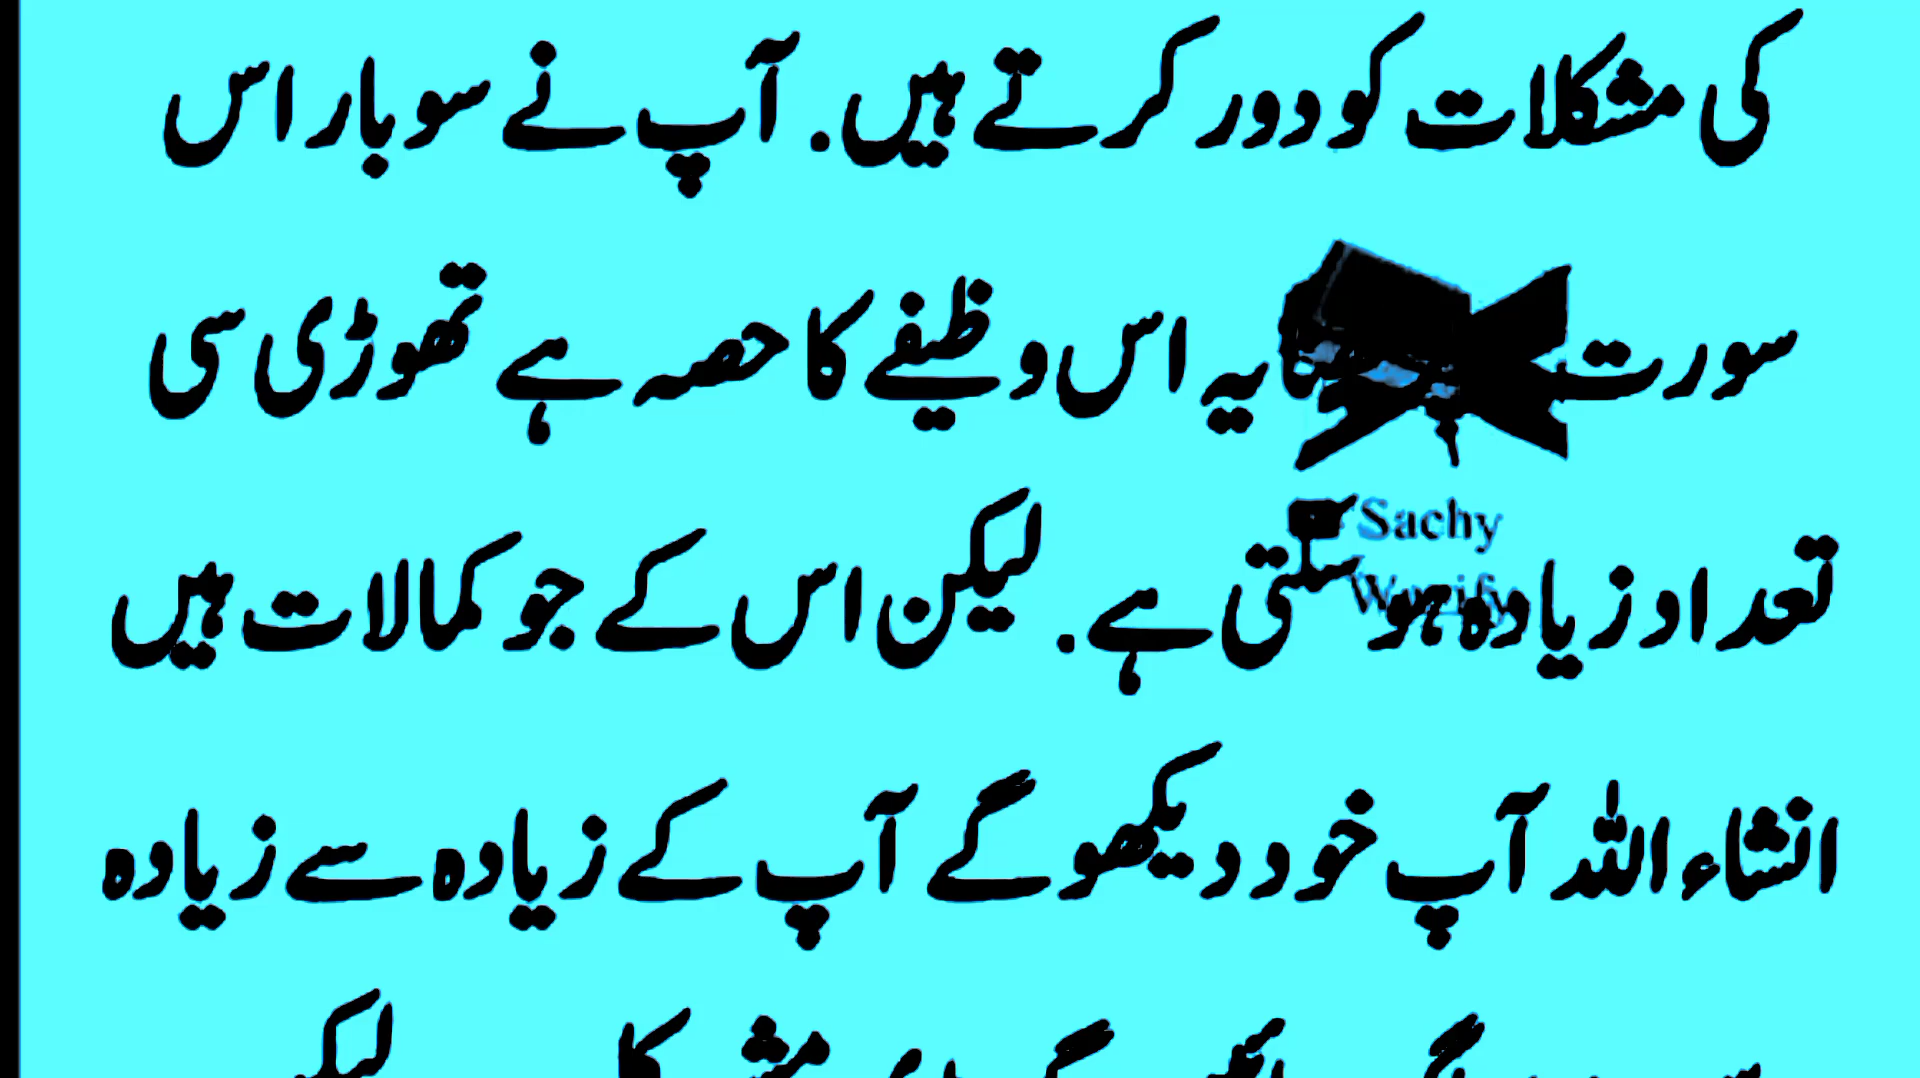 کی مشکلات کو دور کرتے ہیں. آپ نے سو بار اس
سورت یہ اس وظیفے کا حصہ ہے تھوڑی سی
Sachy
تعداد زیادہ ہو سکتی ہے. لیکن اس کے جو کمالات ہیں
انشاء اللہ آپ خود دیکھو گے آپ کے زیادہ سے زیادہ